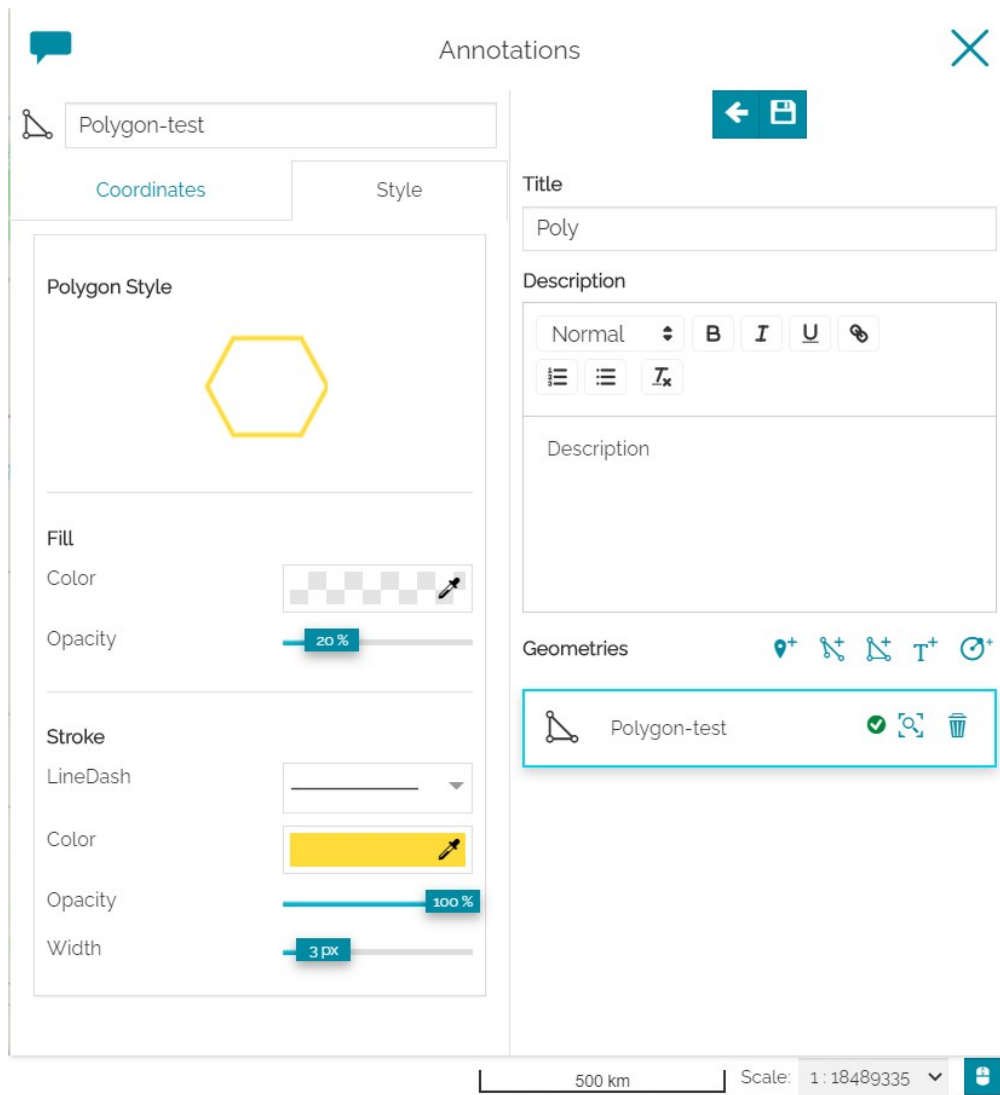 Annotations
Polygon-test
Coordinates
Style
Polygon Style
Fill
Color
Opacity
20 %
Stroke
LineDash
Color
Opacity
100 %
Width
3 px
Title
Poly
Description
Normal
B I U
Tx
Description
Geometries
T+
Polygon-test
500 km
Scale: 1 : 18489335